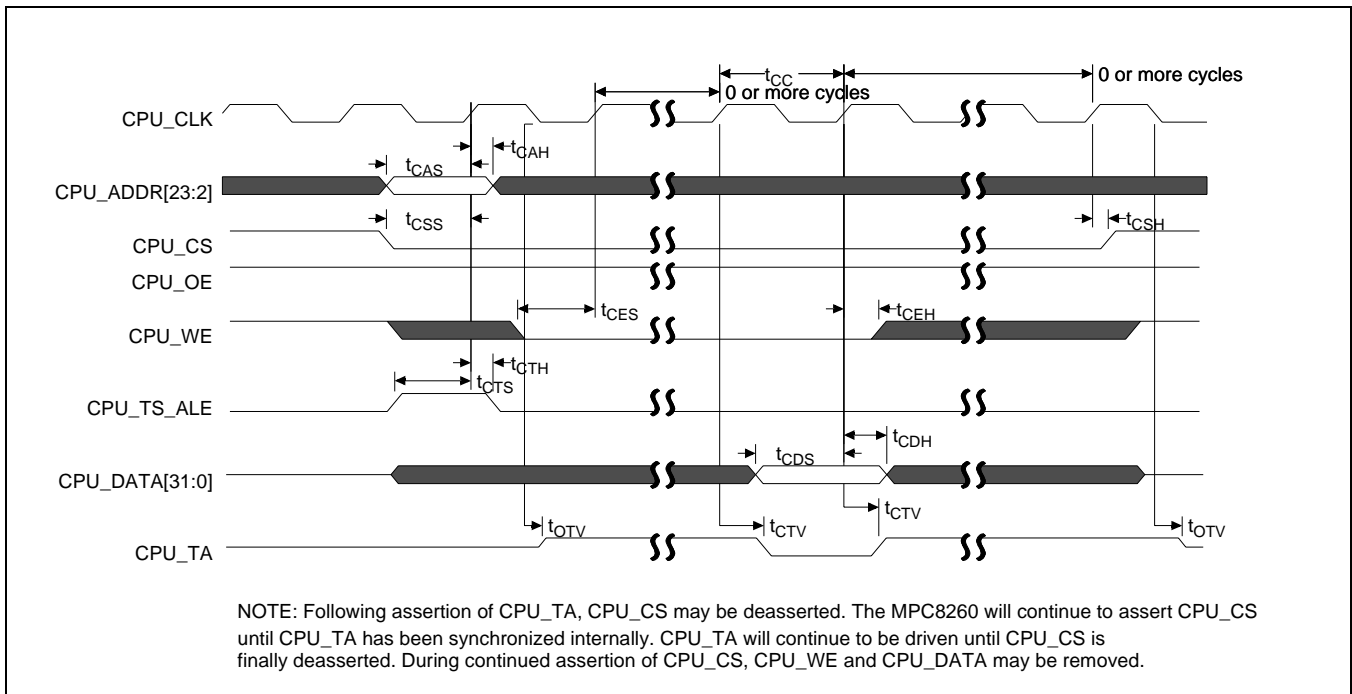 tCC
0 or more cycles
0 or more cycles
CPU_CLK
tCAH
tCAS
CPU_ADDR[23:2]
tCSS
tCSH
CPU_CS
CPU_OE
tCES
tCEH
CPU_WE
tCTH
tCTS
CPU_TS_ALE
tCDH
tCDS
CPU_DATA[31:0]
tCTV
tOTV
tCTV
tOTV
CPU_TA
NOTE: Following assertion of CPU_TA, CPU_CS may be deasserted. The MPC8260 will continue to assert CPU_CS
until CPU_TA has been synchronized internally. CPU_TA will continue to be driven until CPU_CS is
finally deasserted. During continued assertion of CPU_CS, CPU_WE and CPU_DATA may be removed.